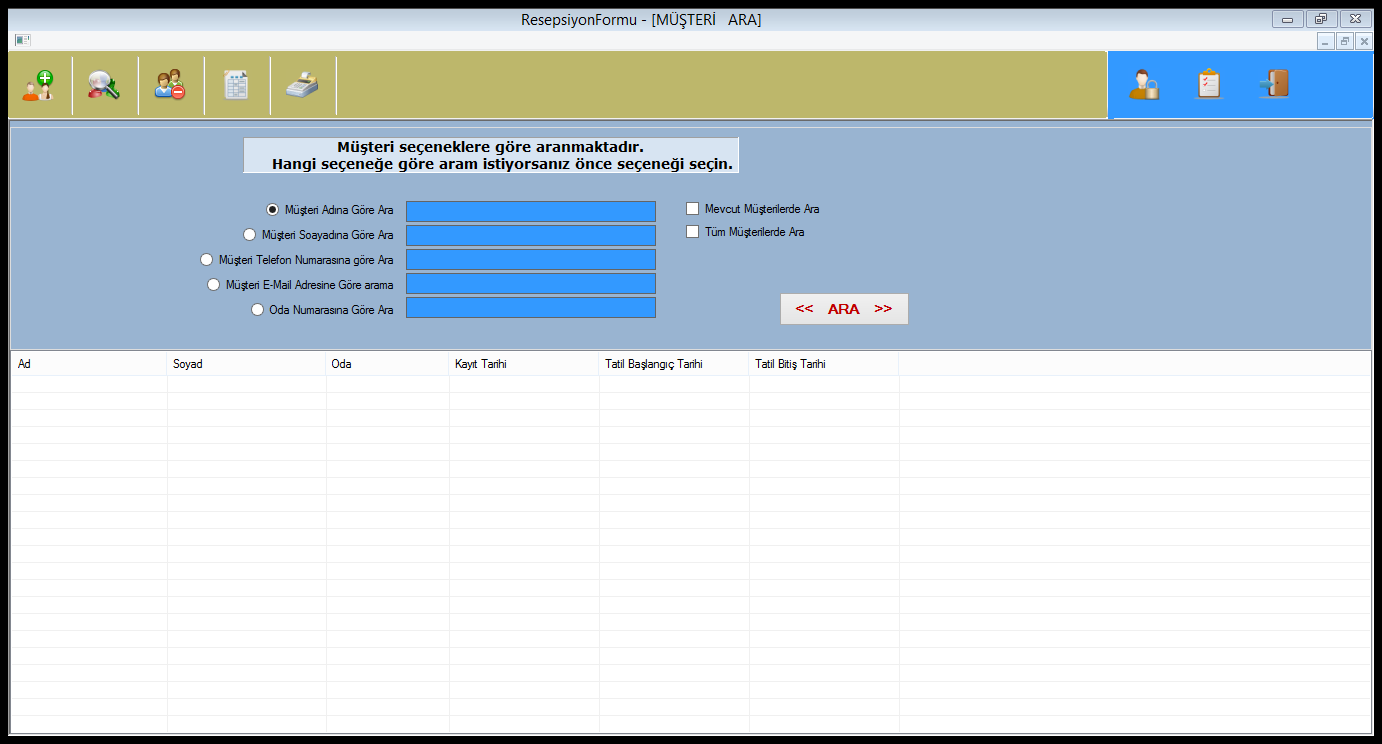 ResepsiyonFormu - [MÜŞTERİ ARA]
Müşteri seçeneklere göre aranmaktadır.
Hangi seçeneğe göre aram istiyorsanız önce seçeneği seçin.
Müşteri Adına Göre Ara
Mevcut Müşterilerde Ara
Müşteri Soayadına Göre Ara
Tüm Müşterilerde Ara
Müşteri Telefon Numarasına göre Ara
Müşteri E-Mail Adresine Göre arama
Oda Numarasına Göre Ara
<< ARA >>
Ad Soyad Oda Kayıt Tarihi Tatil Başlangıç Tarihi Tatil Bitiş Tarihi